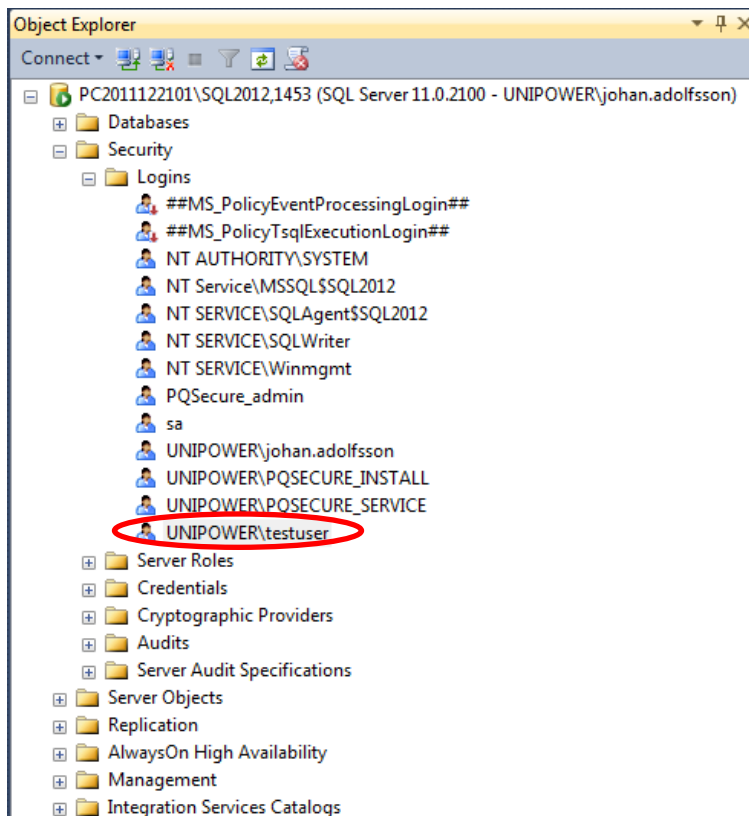 Object Explorer
Connect
PC2011122101\SQL2012,1453 (SQL Server 11.0.2100 - UNIPOWER\johan.adolfsson)
Databases
Security
Logins
##MS_PolicyEventProcessingLogin##
##MS_PolicyTsqlExecutionLogin##
NT AUTHORITY\SYSTEM
NT Service\MSSQL$SQL2012
NT SERVICE\SQLAgent$SQL2012
NT SERVICE\SQLWriter
NT SERVICE\Winmgmt
PQSecure_admin
sa
UNIPOWER\johan.adolfsson
UNIPOWER\PQSECURE_INSTALL
UNIPOWER\PQSECURE_SERVICE
UNIPOWER\testuser
Server Roles
Credentials
Cryptographic Providers
Audits
Server Audit Specifications
Server Objects
Replication
AlwaysOn High Availability
Management
Integration Services Catalogs